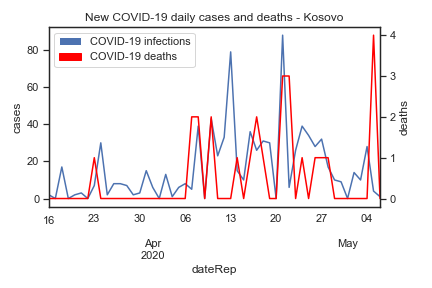 New COVID-19 daily cases and deaths - Kosovo
COVID-19 infections
COVID-19 deaths
80
60
40
20
0
cases
4
3
2
1
0
deaths
16 23 30 06 13 20 27 04
Apr May
2020
dateRep